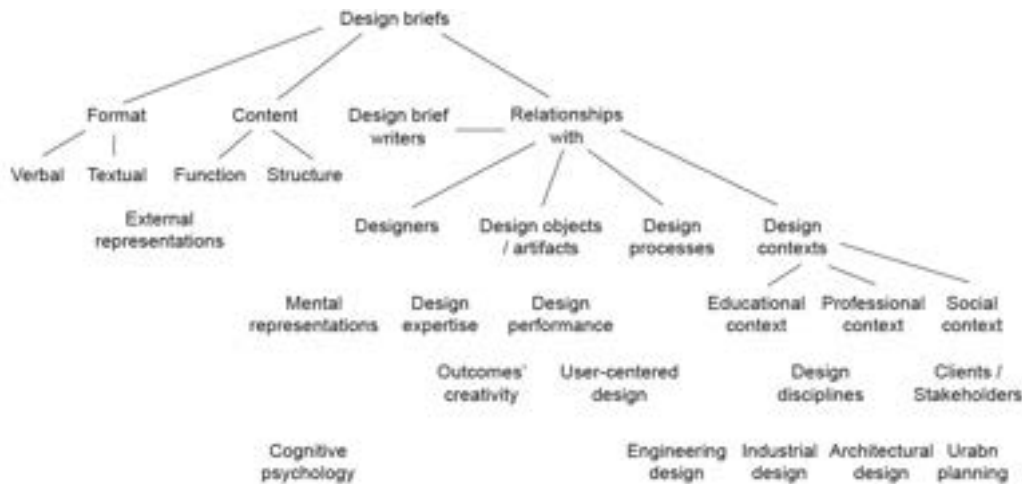 Design briefs
Format
Content
Design brief
writers
Relationships
with
Verbal
Textual
Function
Structure
External
representations
Designers
Design objects
/ artifacts
Design
processes
Design
contexts
Mental
representations
Design
expertise
Design
performance
Educational
context
Professional
context
Social
context
Outcomes'
creativity
User-centered
design
Design
disciplines
Clients /
Stakeholders
Cognitive
psychology
Engineering
design
Industrial
design
Architectural
design
Urabn
planning